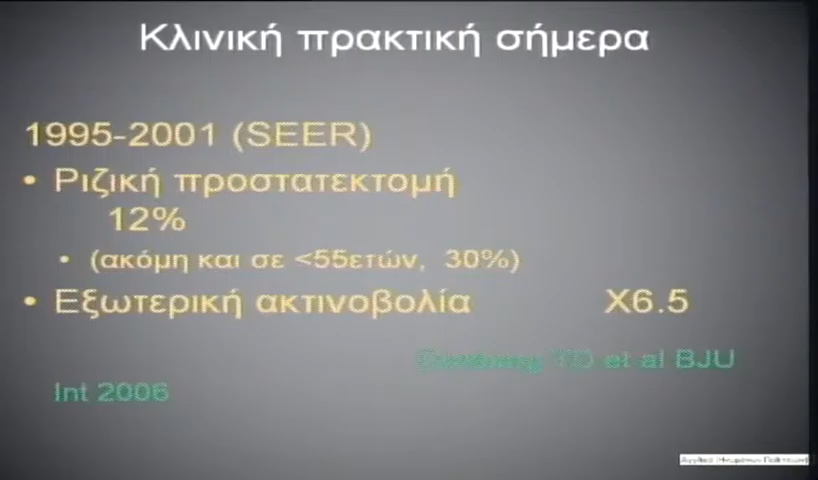 Κλινική πρακτική σήμερα
1995-2001 (SEER)
• Ριζική προστατεκτομή
12%
• (ακόμη και σε <55ετών, 30%)
• Εξωτερική ακτινοβολία X6.5
et al BJU
Int 2006